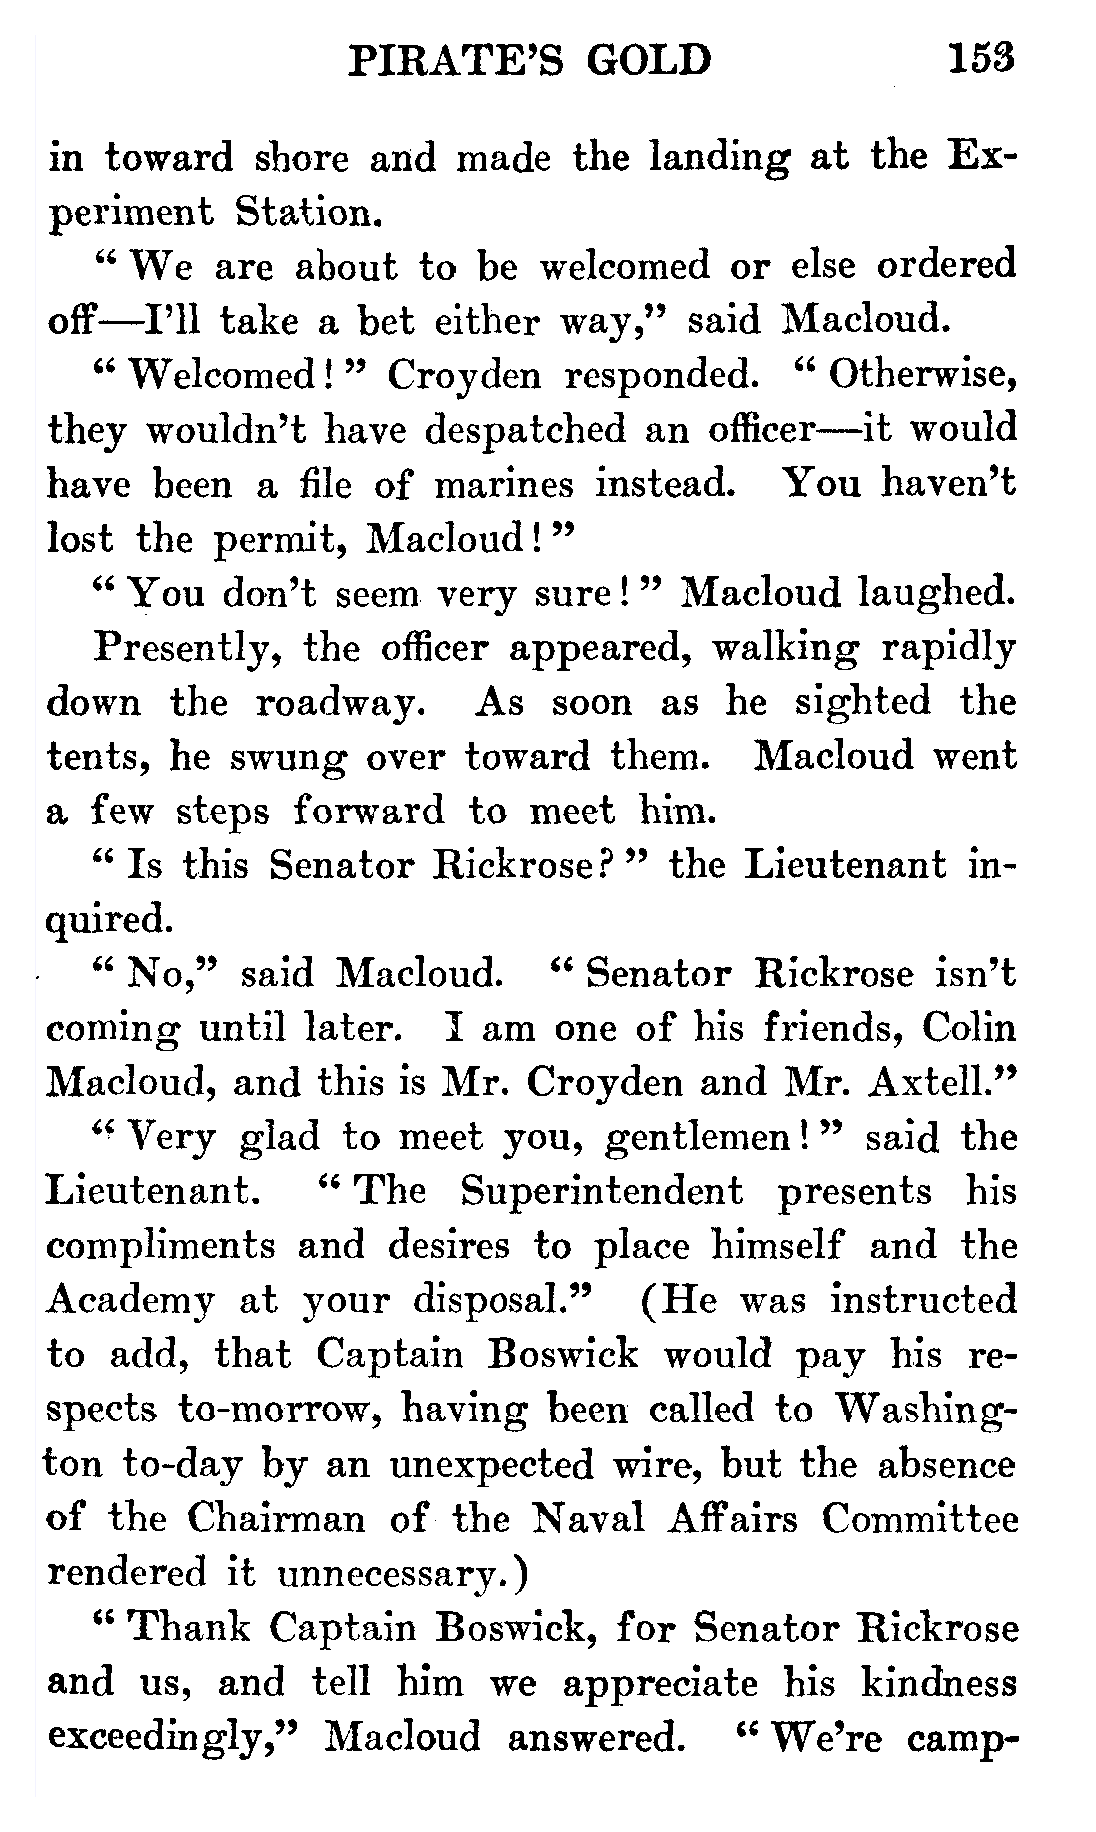 PIRATE'S GOLD 153
in toward shore and made the landing at the Ex-
periment Station.
“ We are about to be welcomed or else ordered
off—I'll take a bet either way,” said Macloud.
“ Welcomed ! ” Croyden responded. “ Otherwise,
they wouldn't have despatched an officer—it would
have been a file of marines instead. You haven't
lost the permit, Macloud ! ”
“ You don't seem very sure ! ” Macloud laughed.
Presently, the officer appeared, walking rapidly
down the roadway. As soon as he sighted the
tents, he swung over toward them. Macloud went
a few steps forward to meet him.
“ Is this Senator Rickrose? ” the Lieutenant in-
quired.
“ No,” said Macloud. “ Senator Rickrose isn't
coming until later. I am one of his friends, Colin
Macloud, and this is Mr. Croyden and Mr. Axtell.”
“ Very glad to meet you, gentlemen ! ” said the
Lieutenant. “ The Superintendent presents his
compliments and desires to place himself and the
Academy at your disposal.” (He was instructed
to add, that Captain Boswick would pay his re-
spects to-morrow, having been called to Washing-
ton to-day by an unexpected wire, but the absence
of the Chairman of the Naval Affairs Committee
rendered it unnecessary.)
“ Thank Captain Boswick, for Senator Rickrose
and us, and tell him we appreciate his kindness
exceedingly,” Macloud answered. “ We're camp-